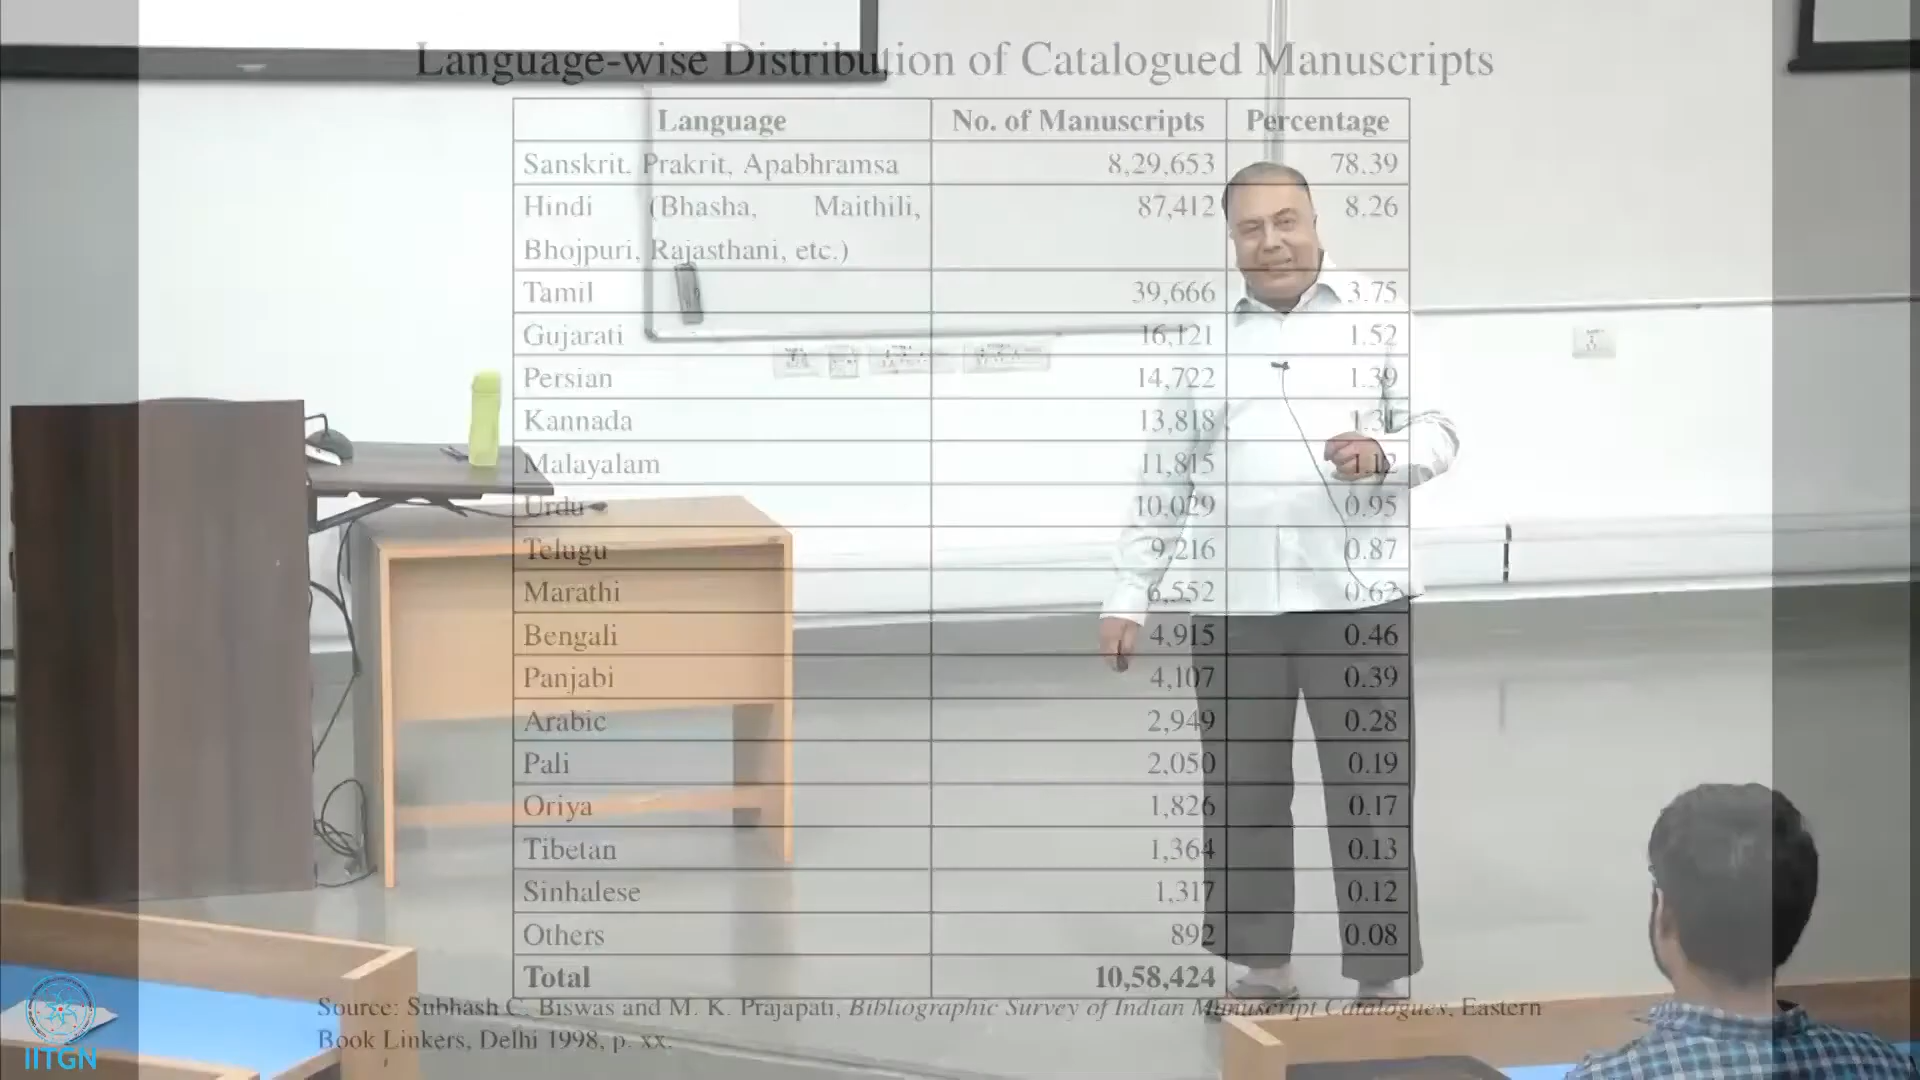 Language-wise Distribution of Catalogued Manuscripts
Language No. of Manuscripts Percentage
Sanskrit, Prakrit, Apabhramsa 8,29,653 78.39
Hindi (Bhasha, Maithili, 87,412 8.26
Bhojpuri, Rajasthani, etc.)
Tamil 39,666 3.75
Gujarati 16,121 1.52
Persian 14,722 1.39
Kannada 13,818 1.31
Malayalam 11,815 1.12
Urdu 10,029 0.95
Telugu 9,216 0.87
Marathi 6,552 0.62
Bengali 4,915 0.46
Panjabi 4,107 0.39
Arabic 2,949 0.28
Pali 2,050 0.19
Oriya 1,826 0.17
Tibetan 1,364 0.13
Sinhalese 1,317 0.12
Others 892 0.08
Total 10,58,424
Source: Subhash C. Biswas and M. K. Prajapati, Bibliographic Survey of Indian Manuscript Catalogues, Eastern
Book Linkers, Delhi 1998, p. xx.
IITGN